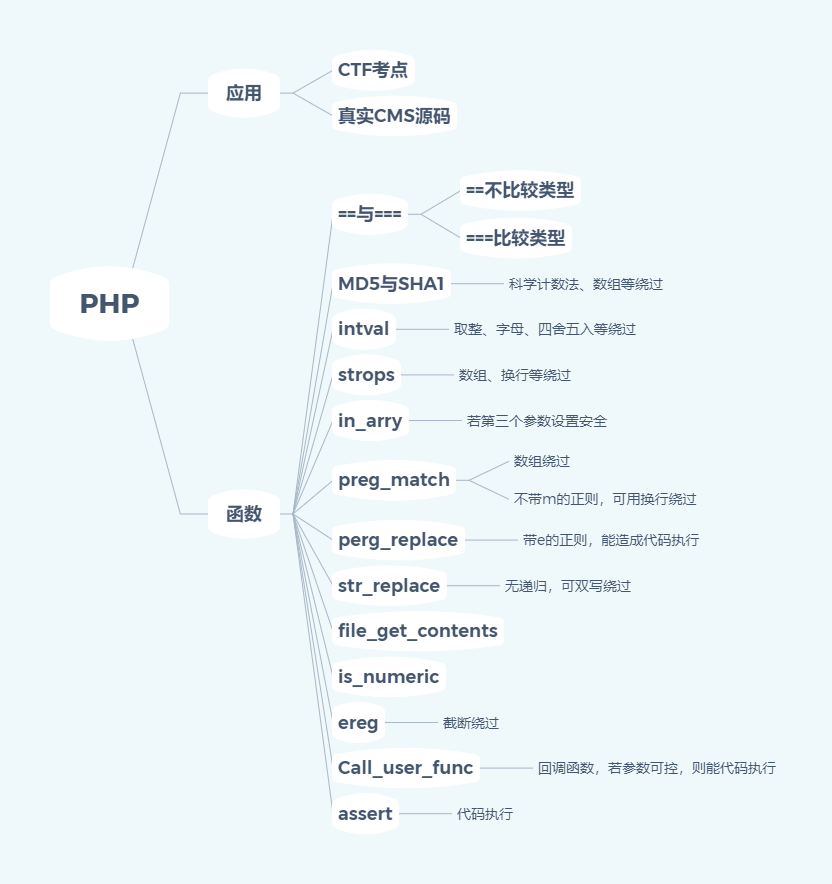 PHP
应用
CTF考点
真实CMS源码
函数
==与===
==不比较类型
===比较类型
MD5与SHA1
科学计数法、数组等绕过
intval
取整、字母、四舍五入等绕过
strops
数组、换行等绕过
in_arry
若第三个参数设置安全
preg_match
数组绕过
不带m的正则，可用换行绕过
perg_replace
带e的正则，能造成代码执行
str_replace
无递归，可双写绕过
file_get_contents
is_numeric
ereg
截断绕过
Call_user_func
回调函数，若参数可控，则能代码执行
assert
代码执行